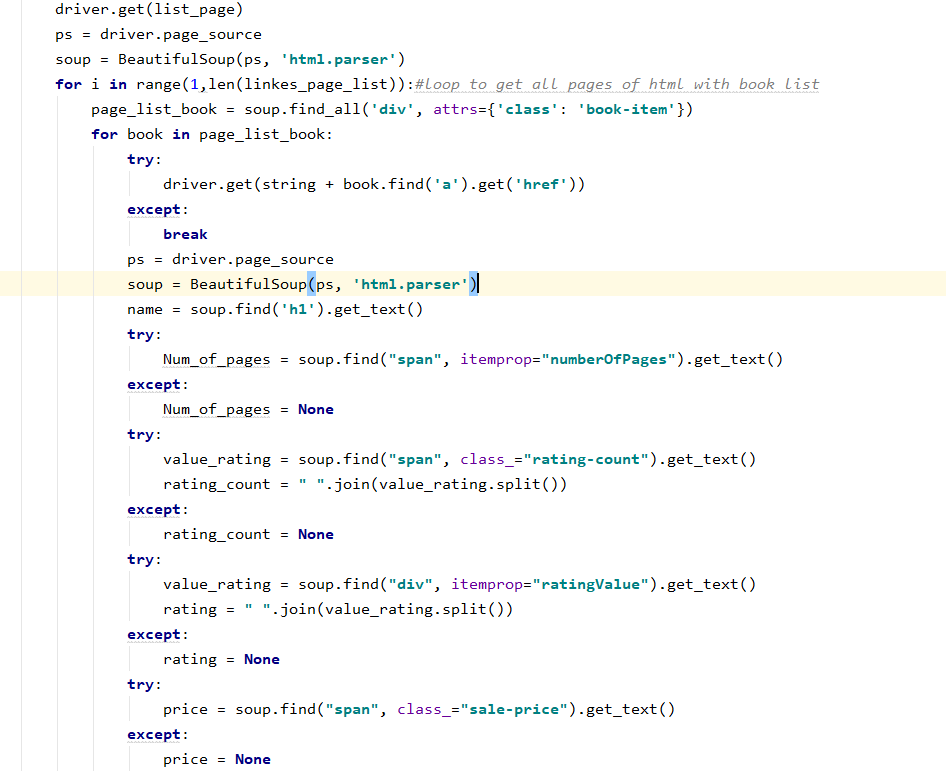 driver.get(list_page)
ps = driver.page_source
soup = BeautifulSoup(ps, 'html.parser')
for i in range(1,len(linkes_page_list)):#loop to get all pages of html with book list
page_list_book = soup.find_all('div', attrs={'class': 'book-item'})
for book in page_list_book:
try:
driver.get(string + book.find('a').get('href'))
except:
break
ps = driver.page_source
soup = BeautifulSoup(ps, 'html.parser')
name = soup.find('h1').get_text()
try:
Num_of_pages = soup.find("span", itemprop="numberOfPages").get_text()
except:
Num_of_pages = None
try:
value_rating = soup.find("span", class_="rating-count").get_text()
rating_count = " ".join(value_rating.split())
except:
rating_count = None
try:
value_rating = soup.find("div", itemprop="ratingValue").get_text()
rating = " ".join(value_rating.split())
except:
rating = None
try:
price = soup.find("span", class_="sale-price").get_text()
except:
price = None